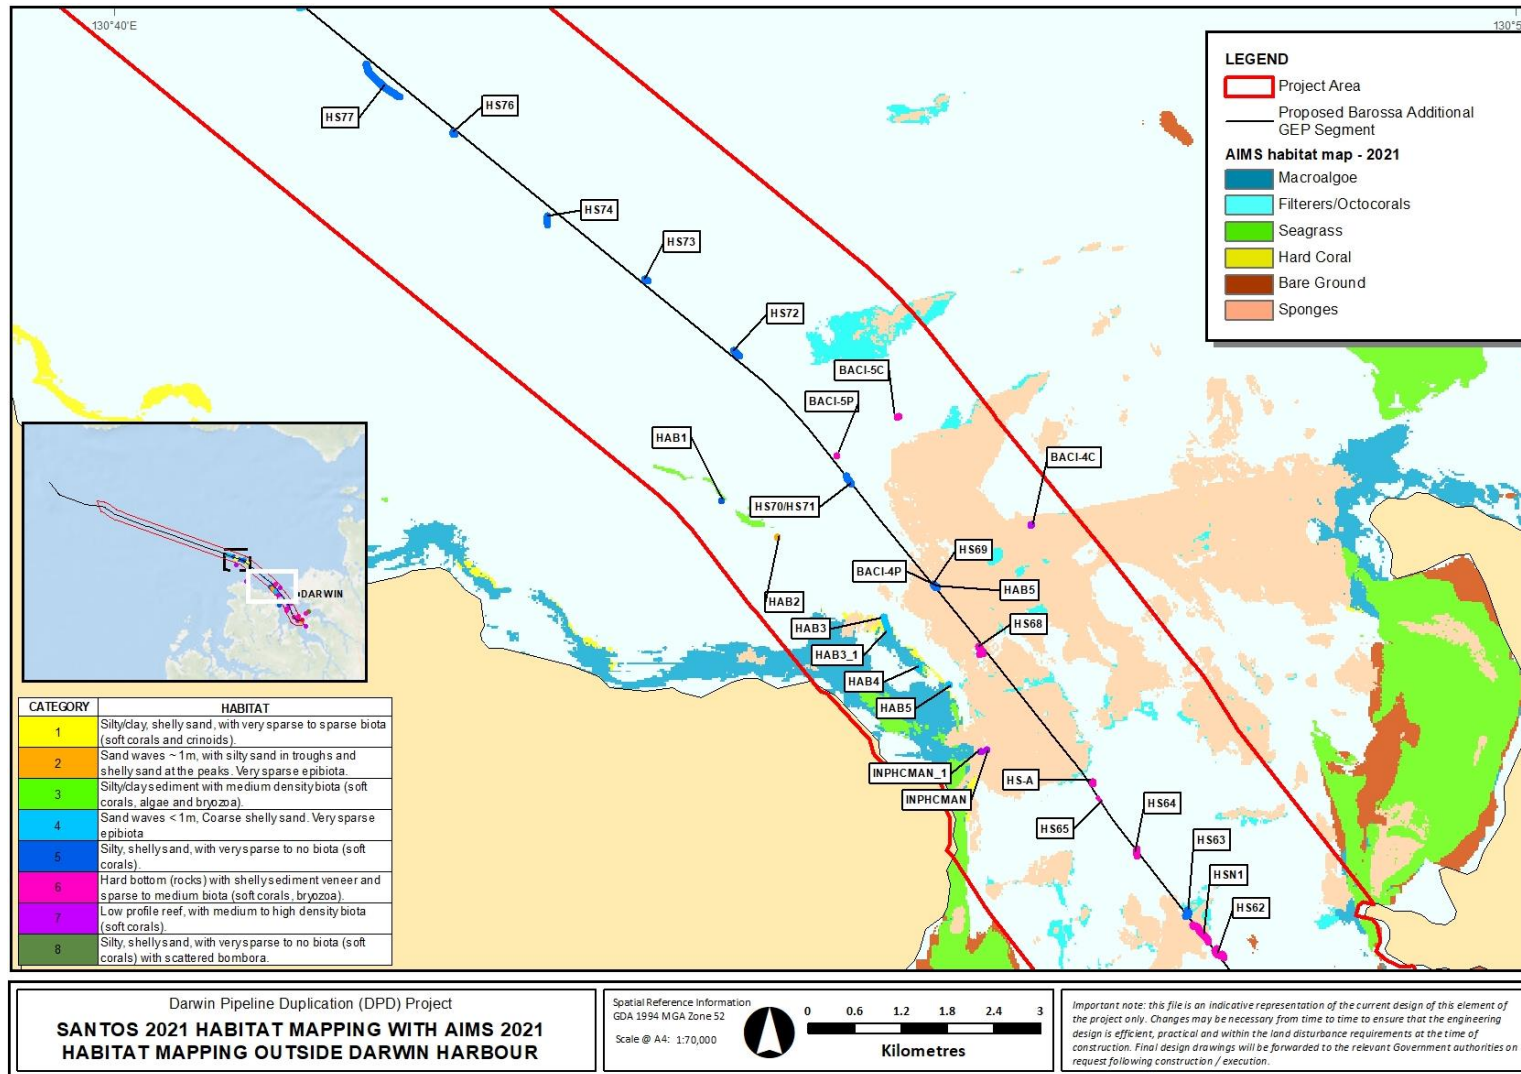 130°40'E
130°5
LEGEND
Project Area
Proposed Barossa Additional
GEP Segment
AIMS habitat map - 2021
Macroalgoe
Filterers/Octocorals
Seagrass
Hard Coral
Bare Ground
Sponges
HS77
HS76
HS74
HS73
HS72
BACI-5C
BACI-5P
HAB1
BACI-4C
HS70/HS71
HS69
BACI-4P
HAB5
HAB2
HAB3
HS68
HAB3_1
HAB4
HAB5
INPHCMAN_1
HS-A
INPHCMAN
HS65
HS64
HS63
HSN1
HS62
DARWIN
CATEGORY HABITAT
1 Silty/clay, shelly sand, with very sparse to sparse biota
(soft corals and crinoids).
2 Sand waves ~ 1m, with silty sand in troughs and
shelly sand at the peaks. Very sparse epibiota.
3 Silty/clay sediment with medium density biota (soft
corals, algae and bryozoa).
4 Sand waves < 1m, Coarse shelly sand. Very sparse
epibiota
5 Silty, shelly sand, with very sparse to no biota (soft
corals).
6 Hard bottom (rocks) with shelly sediment veneer and
sparse to medium biota (soft corals, bryozoa).
7 Low profile reef, with medium to high density biota
(soft corals).
8 Silty, shelly sand, with very sparse to no biota (soft
corals) with scattered bombora.
Darwin Pipeline Duplication (DPD) Project
SANTOS 2021 HABITAT MAPPING WITH AIMS 2021
HABITAT MAPPING OUTSIDE DARWIN HARBOUR
Spatial Reference Information
GDA 1994 MGA Zone 52
Scale @ A4: 1:70,000
0 0.6 1.2 1.8 2.4 3
Kilometres
Important note: this file is an indicative representation of the current design of this element of
the project only. Changes may be necessary from time to time to ensure that the engineering
design is efficient, practical and within the land disturbance requirements at the time of
construction. Final design drawings will be forwarded to the relevant Government authorities on
request following construction / execution.